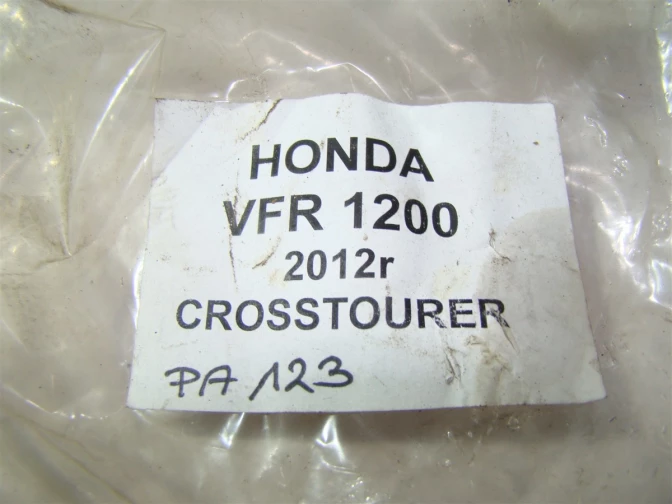 HONDA
VFR 1200
2012r
CROSSTOURER
PA 123